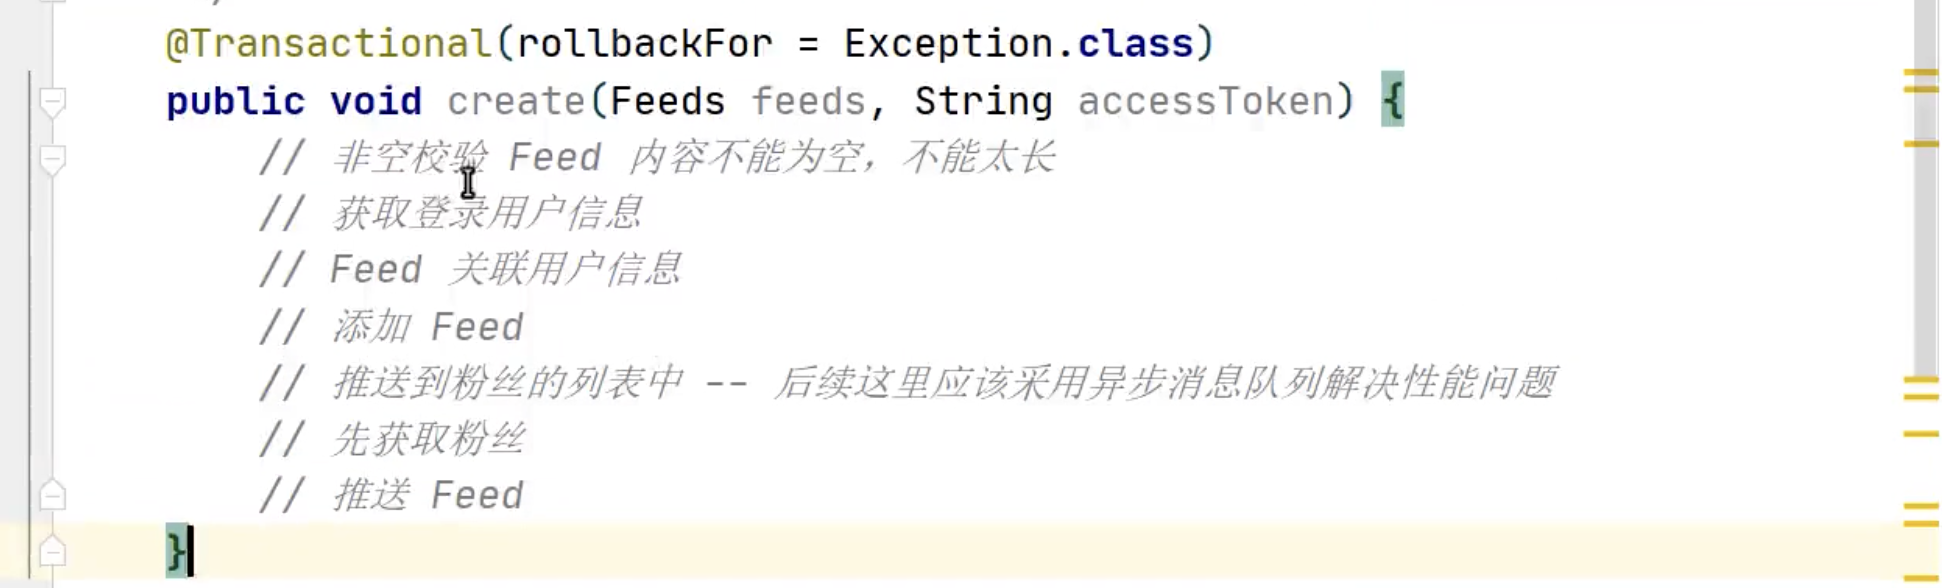 @Transactional(rollbackFor = Exception.class)
public void create(Feeds feeds, String accessToken) {
// 非空校验 Feed 内容不能为空，不能太长
// 获取登录用户信息
// Feed 关联用户信息
// 添加 Feed
// 推送到粉丝的列表中 -- 后续这里应该采用异步消息队列解决性能问题
// 先获取粉丝
// 推送 Feed
}